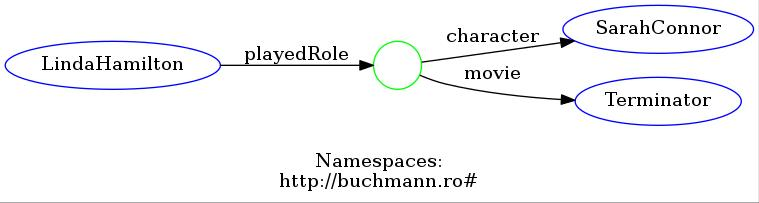 LindaHamilton
playedRole
character
SarahConnor
movie
Terminator
Namespaces:
http://buchmann.ro#